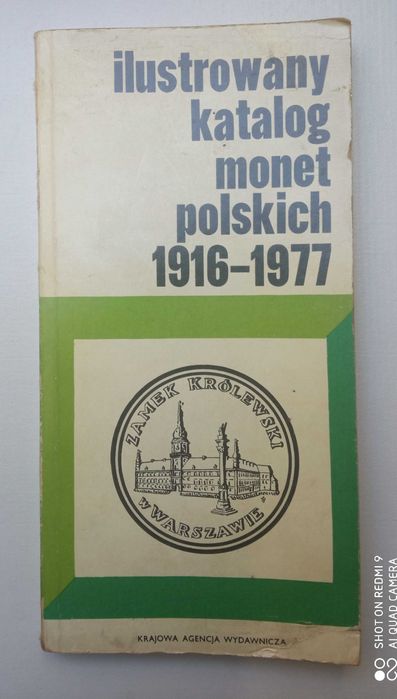 ilustrowany
katalog
monet
polskich
1916-1977
ZAMEK KRÓLEWSKI
W WARSZAWIE
KRAJOWA AGENCJA WYDAWNICZA
SHOT ON REDMI 9
AI QUAD CAMERA